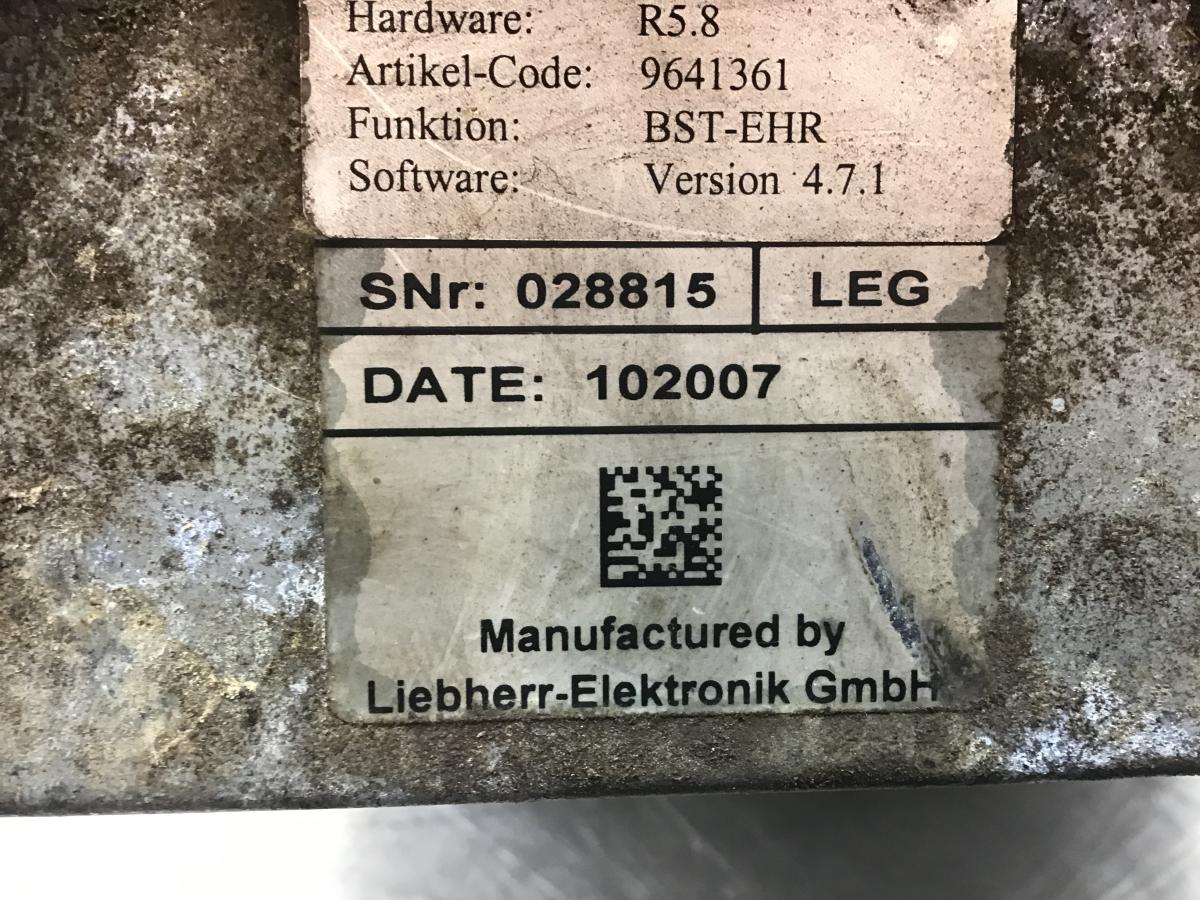 Hardware: R5.8
Artikel-Code: 9641361
Funktion: BST-EHR
Software: Version 4.7.1
SNr: 028815 LEG
DATE: 102007
Manufactured by
Liebherr-Elektronik GmbH